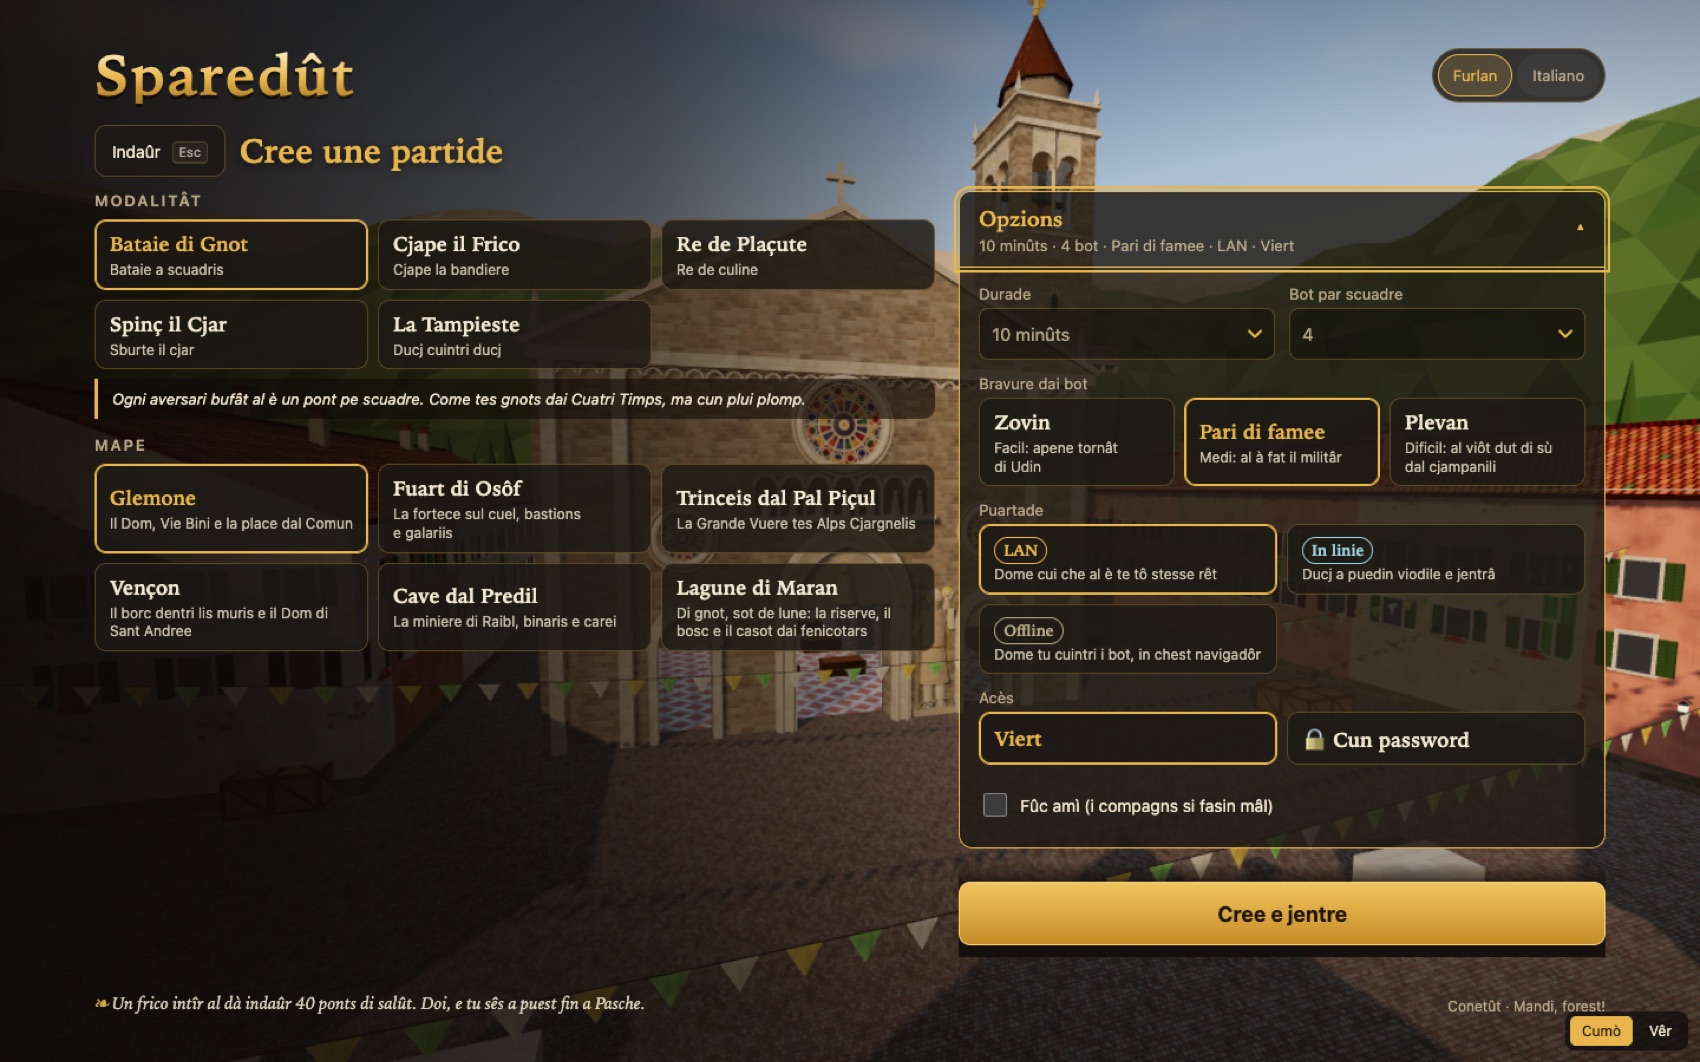 Sparedût
Furlan
Italiano
Indaûr Esc
Cree une partide
MODALITÂT
Bataie di Gnot
Bataie a scuadris
Cjape il Frico
Cjape la bandiere
Re de Plaçute
Re de culine
Spinç il Cjar
Sburte il cjar
La Tampieste
Ducj cuintri ducj
Ogni aversari bufât al è un pont pe scuadre. Come tes gnots dai Cuatri Timps, ma cun plui plomp.
MAPE
Glemone
Il Dom, Vie Bini e la place dal Comun
Fuart di Osôf
La fortece sul cuel, bastions
e galariis
Trinceis dal Pal Piçul
La Grande Vuere tes Alps Cjargnelis
Vençon
Il borc dentri lis muris e il Dom di
Sant Andree
Cave dal Predil
La miniere di Raibl, binaris e carei
Lagune di Maran
Di gnot, sot de lune: la riserve, il
bosc e il casot dai fenicotars
Opzions
10 minûts · 4 bot · Pari di famee · LAN · Viert
Durade
10 minûts
Bot par scuadre
4
Bravure dai bot
Zovin
Facil: apene tornât
di Udin
Pari di famee
Medi: al à fat il militâr
Plevan
Dificil: al viôt dut di sù
dal cjampanili
Puartade
LAN
Dome cui che al è te tô stesse rêt
In linie
Ducj a puedin viodile e jentrâ
Offline
Dome tu cuintri i bot, in chest navigadôr
Acès
Viert
Cun password
Fûc amì (i compagns si fasin mâl)
Cree e jentre
Un frico intîr al dà indaûr 40 ponts di salût. Doi, e tu sês a puest fin a Pasche.
Conetût · Mandi, forest!
Cumò
Vêr